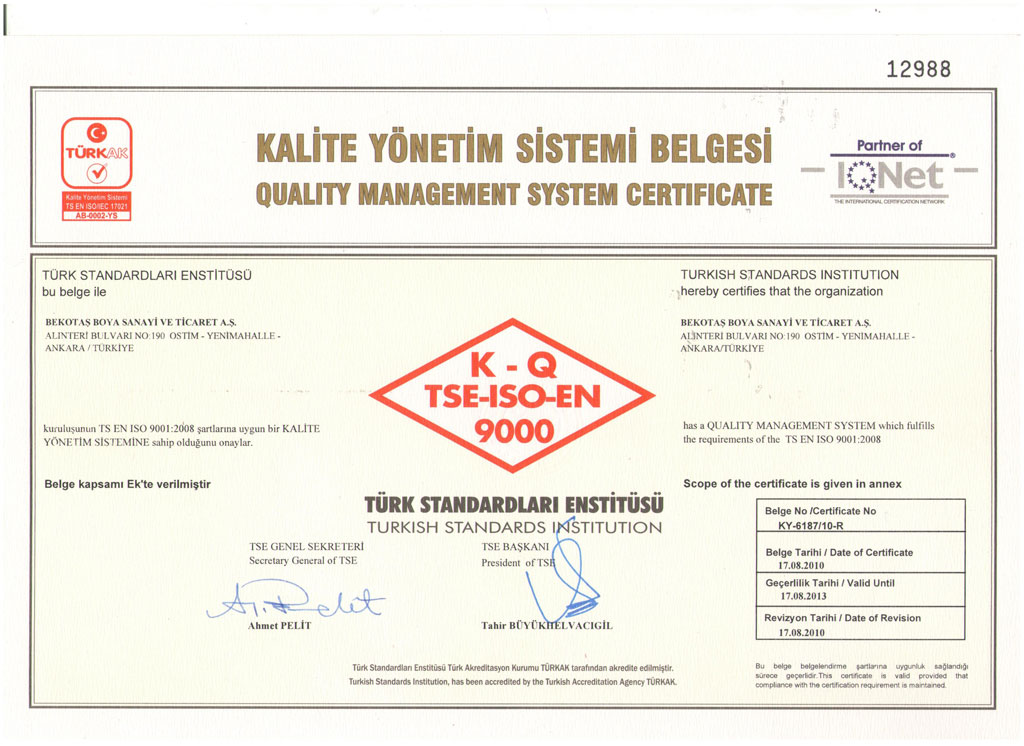 12988
TÜRKAK
Kalite Yönetim Sistemi
TS EN ISO/IEC 17021
AB-0002-YS
KALİTE YÖNETİM SİSTEMİ BELGESİ
QUALITY MANAGEMENT SYSTEM CERTIFICATE
Partner of
IQNet ®
THE INTERNATIONAL CERTIFICATION NETWORK
TÜRK STANDARDLARI ENSTİTÜSÜ
bu belge ile
BEKOTAŞ BOYA SANAYİ VE TİCARET A.Ş.
ALINTERİ BULVARI NO:190 OSTİM - YENİMAHALLE -
ANKARA / TÜRKİYE
kuruluşunun TS EN ISO 9001:2008 şartlarına uygun bir KALİTE
YÖNETİM SİSTEMİNE sahip olduğunu onaylar.
Belge kapsamı Ek'te verilmiştir
TURKISH STANDARDS INSTITUTION
hereby certifies that the organization
BEKOTAŞ BOYA SANAYİ VE TİCARET A.Ş.
ALINTERİ BULVARI NO:190 OSTİM - YENİMAHALLE -
ANKARA/TÜRKİYE
has a QUALITY MANAGEMENT SYSTEM which fulfills
the requirements of the TS EN ISO 9001:2008
Scope of the certificate is given in annex
K - Q
TSE-ISO-EN
9000
TÜRK STANDARDLARI ENSTİTÜSÜ
TURKISH STANDARDS INSTITUTION
TSE GENEL SEKRETERİ
Secretary General of TSE
A. Pelit
Ahmet PELİT
TSE BAŞKANI
President of TSE
Tahir BÜYÜKHELVACIGİL
Belge No /Certificate No
KY-6187/10-R
Belge Tarihi / Date of Certificate
17.08.2010
Geçerlilik Tarihi / Valid Until
17.08.2013
Revizyon Tarihi / Date of Revision
17.08.2010
Türk Standardları Enstitüsü Türk Akreditasyon Kurumu TÜRKAK tarafından akredite edilmiştir.
Turkish Standards Institution, has been accredited by the Turkish Accreditation Agency TÜRKAK.
Bu belge belgelendirme şartlarına uygunluk sağlandığı
sürece geçerlidir.This certificate is valid provided that
compliance with the certification requirement is maintained.